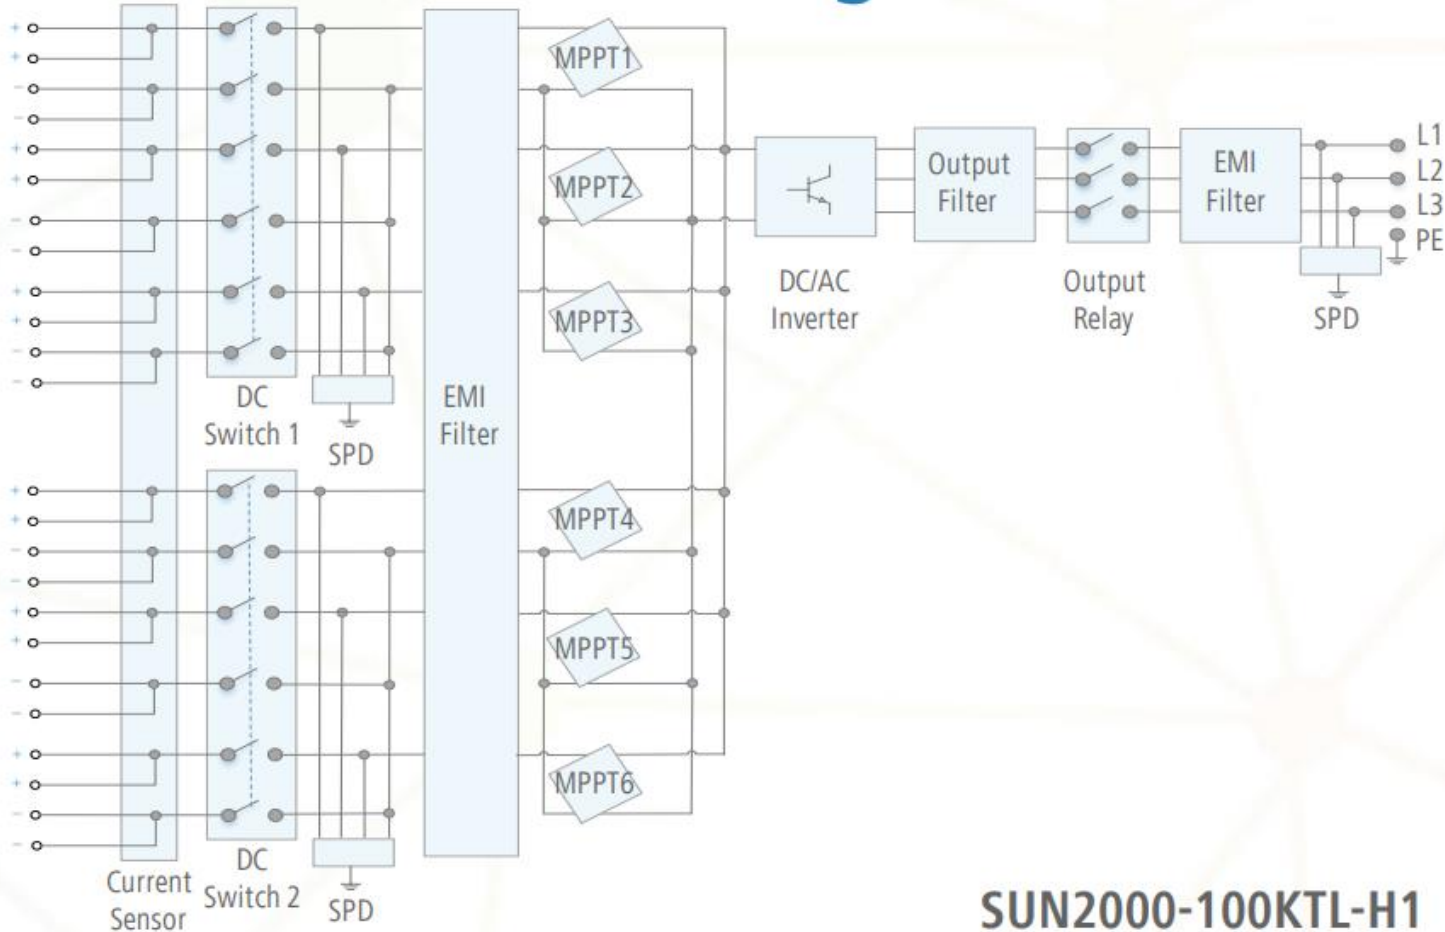 +
+
-
-
+
+
-
-
+
+
-
-
DC
Switch 1
SPD
+
+
-
-
+
+
-
-
+
+
-
-
Current
Sensor
DC
Switch 2
SPD
EMI
Filter
MPPT1
MPPT2
MPPT3
MPPT4
MPPT5
MPPT6
DC/AC
Inverter
Output
Filter
Output
Relay
EMI
Filter
L1
L2
L3
PE
SPD
SUN2000-100KTL-H1